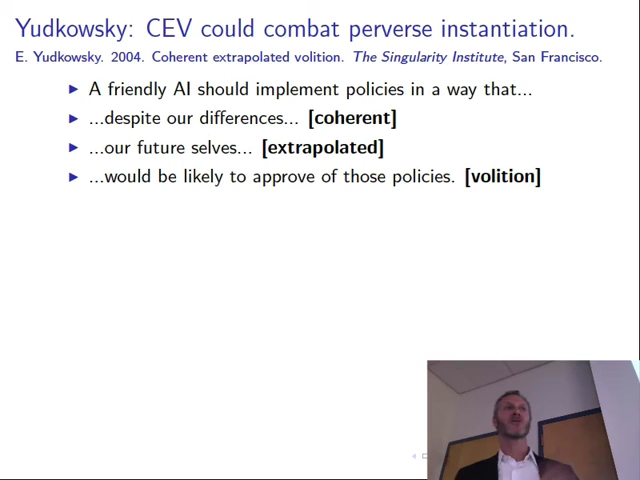 Yudkowsky: CEV could combat perverse instantiation.
E. Yudkowsky. 2004. Coherent extrapolated volition. The Singularity Institute, San Francisco.
A friendly AI should implement policies in a way that...
...despite our differences... [coherent]
...our future selves... [extrapolated]
...would be likely to approve of those policies. [volition]